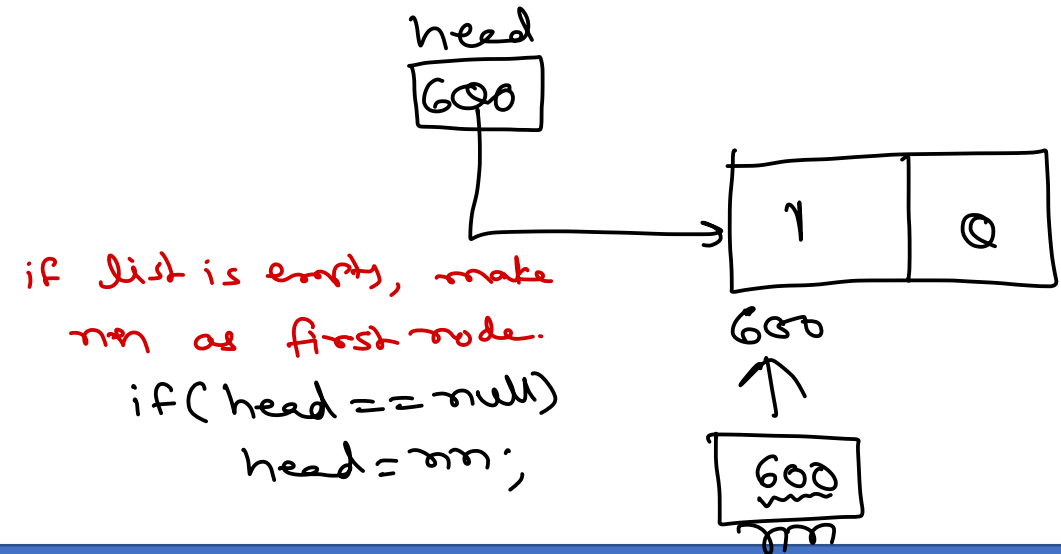 head
600
1 0
600
if list is empty, make
nn as first node.
if(head == null)
head = nn;
600
nn